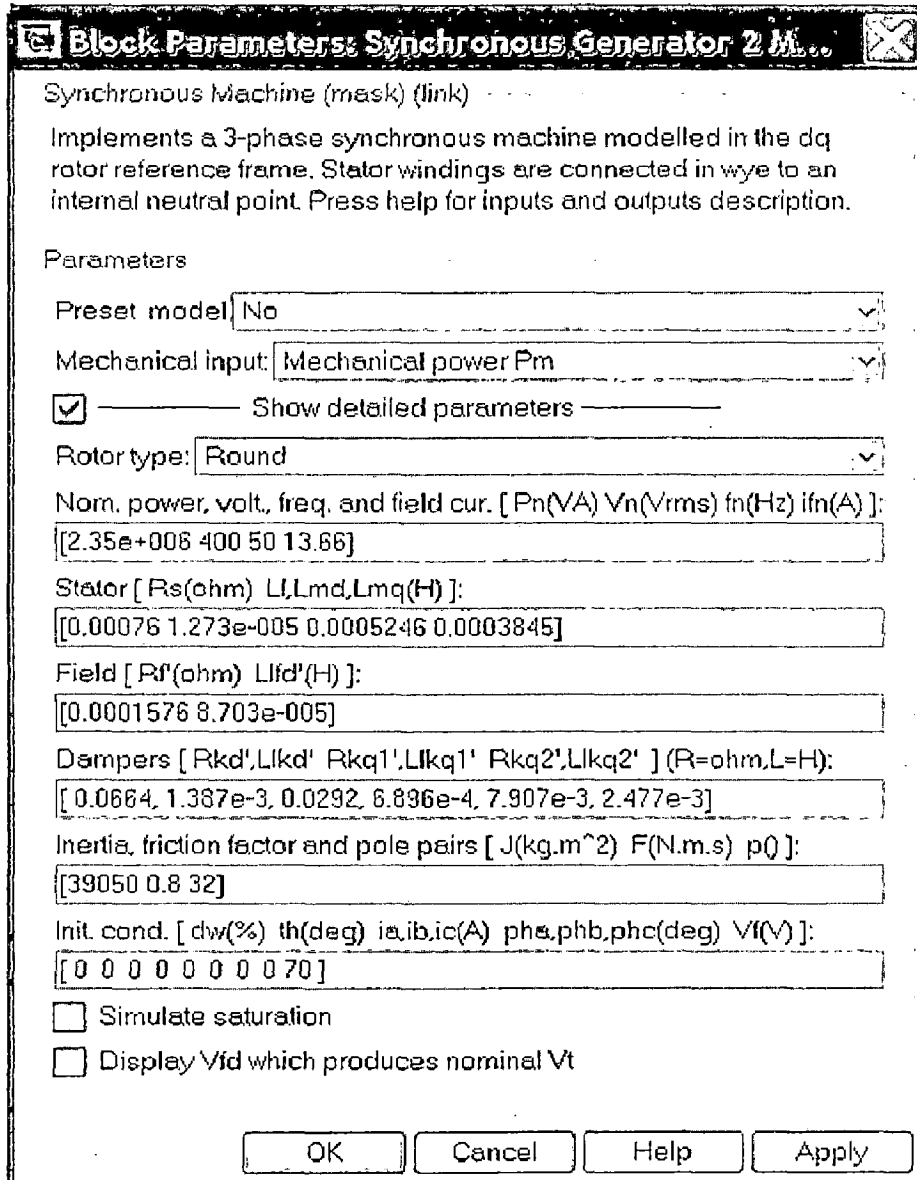 Block Parameters: Synchronous Generator 2 M...
Synchronous Machine (mask) (link)
Implements a 3-phase synchronous machine modelled in the dq
rotor reference frame. Stator windings are connected in wye to an
internal neutral point. Press help for inputs and outputs description.
Parameters
Preset model: No
Mechanical input: Mechanical power Pm
Show detailed parameters
Rotor type: Round
Nom. power, volt., freq. and field cur. [ Pn(VA) Vn(Vrms) fn(Hz) ifn(A) ]:
[2.35e+006 400 50 13.66]
Stator [ Rs(ohm) Ll,Lmd,Lmq(H) ]:
[0.00076 1.273e-005 0.0005246 0.0003845]
Field [ Rf'(ohm) Llfd'(H) ]:
[0.0001576 8.703e-005]
Dampers [ Rkd',Llkd' Rkq1',Llkq1' Rkq2',Llkq2' ] (R=ohm,L=H):
[ 0.0664, 1.387e-3, 0.0292, 6.896e-4, 7.907e-3, 2.477e-3]
Inertia, friction factor and pole pairs [ J(kg.m^2) F(N.m.s) p() ]:
[39050 0.8 32]
Init. cond. [ dw(%) th(deg) ia,ib,ic(A) pha,phb,phc(deg) Vf(V) ]:
[ 0 0 0 0 0 0 0 0 70 ]
Simulate saturation
Display Vfd which produces nominal Vt
OK Cancel Help Apply